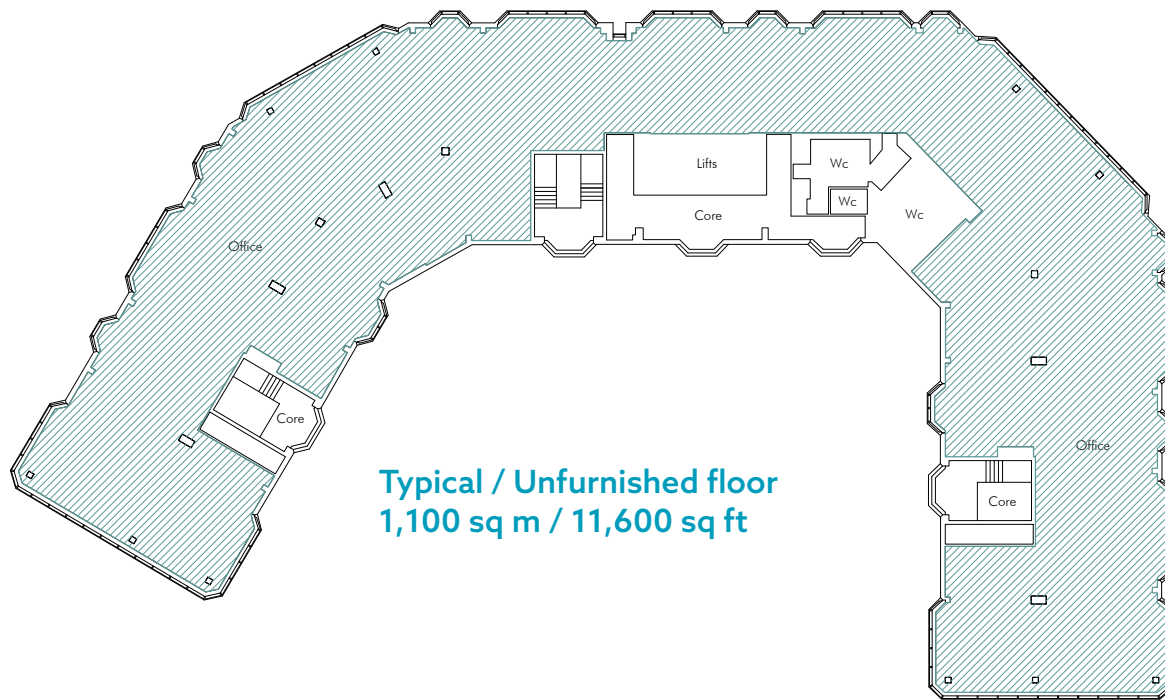 Lifts
Wc
Wc
Core
Wc
Office
Core
Office
Core
Typical / Unfurnished floor
1,100 sq m / 11,600 sq ft